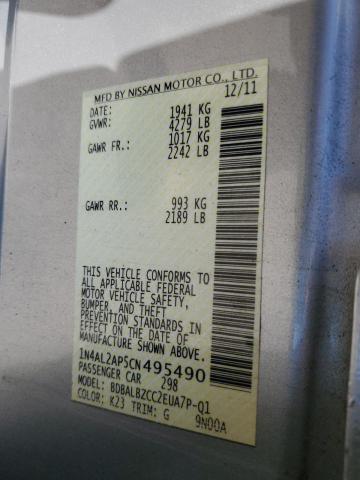 MFD BY NISSAN MOTOR CO., LTD.
DATE: 12/11
GVWR: 1941 KG
4279 LB
GAWR FR.: 1017 KG
2242 LB
GAWR RR.: 993 KG
2189 LB
THIS VEHICLE CONFORMS TO
ALL APPLICABLE FEDERAL
MOTOR VEHICLE SAFETY,
BUMPER, AND THEFT
PREVENTION STANDARDS IN
EFFECT ON THE DATE OF
MANUFACTURE SHOWN ABOVE.
1N4AL2AP5CN495490
PASSENGER CAR 298
MODEL: BDBALBZCC2EUA7P-Q1
COLOR: K23 TRIM: G 9N00A